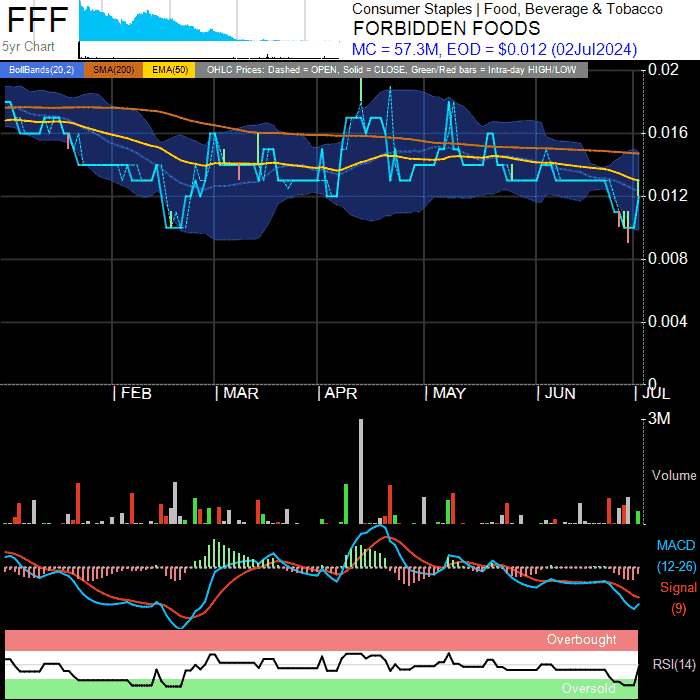 FFF
5yr Chart
Consumer Staples | Food, Beverage & Tobacco
FORBIDDEN FOODS
MC = 57.3M, EOD = $0.012 (02Jul2024)
BollBands(20,2) SMA(200) EMA(50) OHLC Prices: Dashed = OPEN, Solid = CLOSE, Green/Red bars = Intra-day HIGH/LOW
0.02
0.016
0.012
0.008
0.004
0
FEB MAR APR MAY JUN JUL
3M
Volume
MACD
(12-26)
Signal
(9)
Overbought
RSI(14)
Oversold